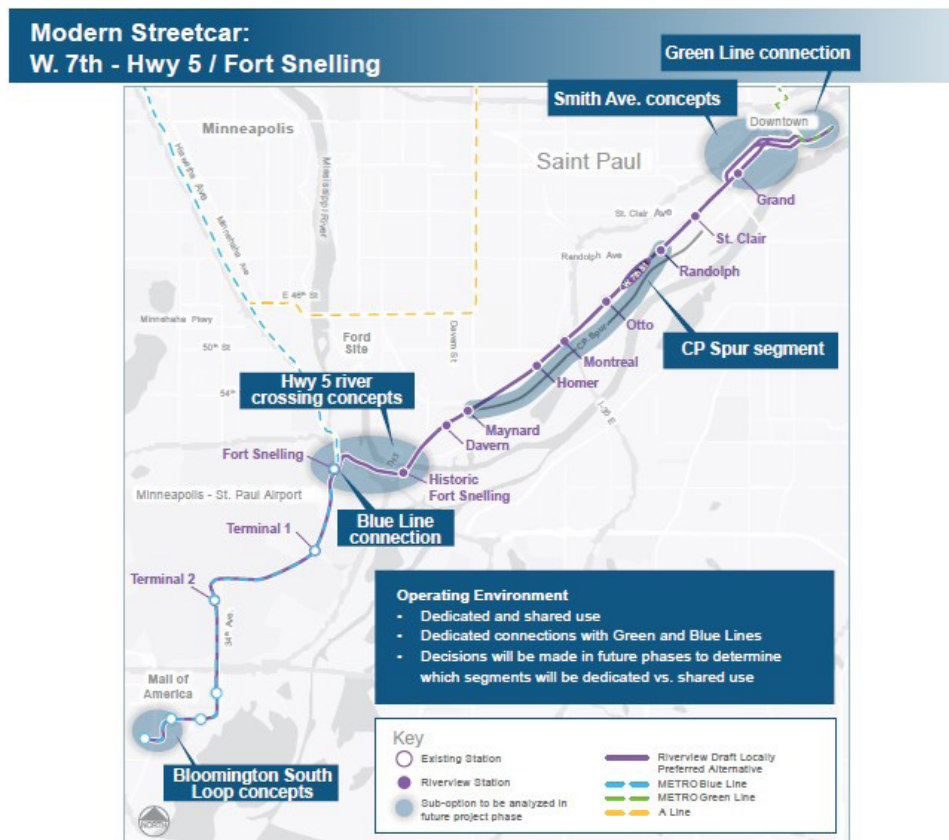 Modern Streetcar:
W. 7th - Hwy 5 / Fort Snelling
Green Line connection
Smith Ave. concepts
Downtown
Minneapolis
Saint Paul
Hiawatha Ave
Mississippi River
Minnehaha Ave
Grand
St. Clair Ave
St. Clair
Randolph Ave
Randolph
W. 7th St
E 46th St
Otto
Minnehaha Pkwy
Ford
Site
Davern St
CP Spur
CP Spur segment
50th St
Montreal
Homer
54th
Hwy 5 river
crossing concepts
I-35 E
Maynard
Davern
Fort Snelling
TH5
Historic
Fort Snelling
Minneapolis - St. Paul Airport
Blue Line
connection
Terminal 1
Terminal 2
34th Ave
Operating Environment
- Dedicated and shared use
- Dedicated connections with Green and Blue Lines
- Decisions will be made in future phases to determine
which segments will be dedicated vs. shared use
Mall of
America
Bloomington South
Loop concepts
Key
Existing Station
Riverview Station
Sub-option to be analyzed in
future project phase
Riverview Draft Locally
Preferred Alternative
METRO Blue Line
METRO Green Line
A Line
NORTH